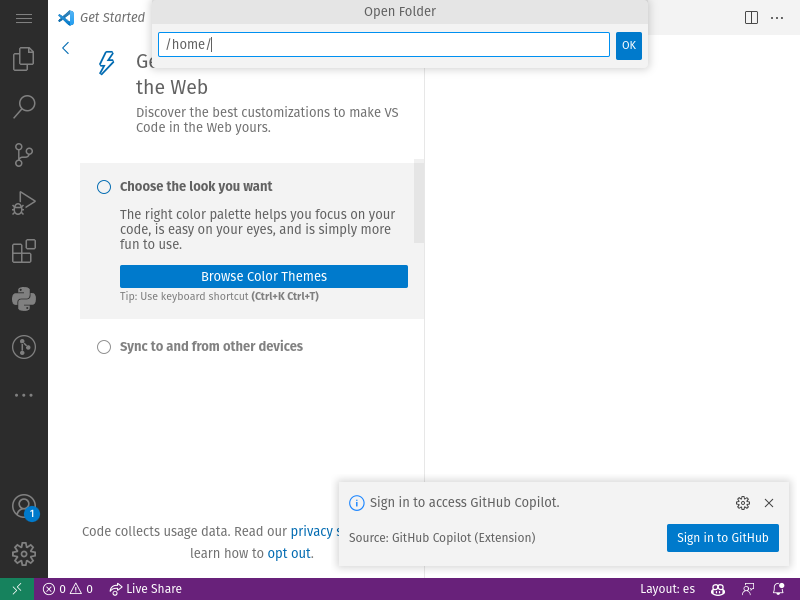 Open Folder
Get Started
/home/
OK
the Web
Discover the best customizations to make VS
Code in the Web yours.
Choose the look you want
The right color palette helps you focus on your
code, is easy on your eyes, and is simply more
fun to use.
Browse Color Themes
Tip: Use keyboard shortcut (Ctrl+K Ctrl+T)
Sync to and from other devices
Sign in to access GitHub Copilot.
Source: GitHub Copilot (Extension)
Sign in to GitHub
Code collects usage data. Read our privacy
learn how to opt out.
1
0 0 Live Share
Layout: es